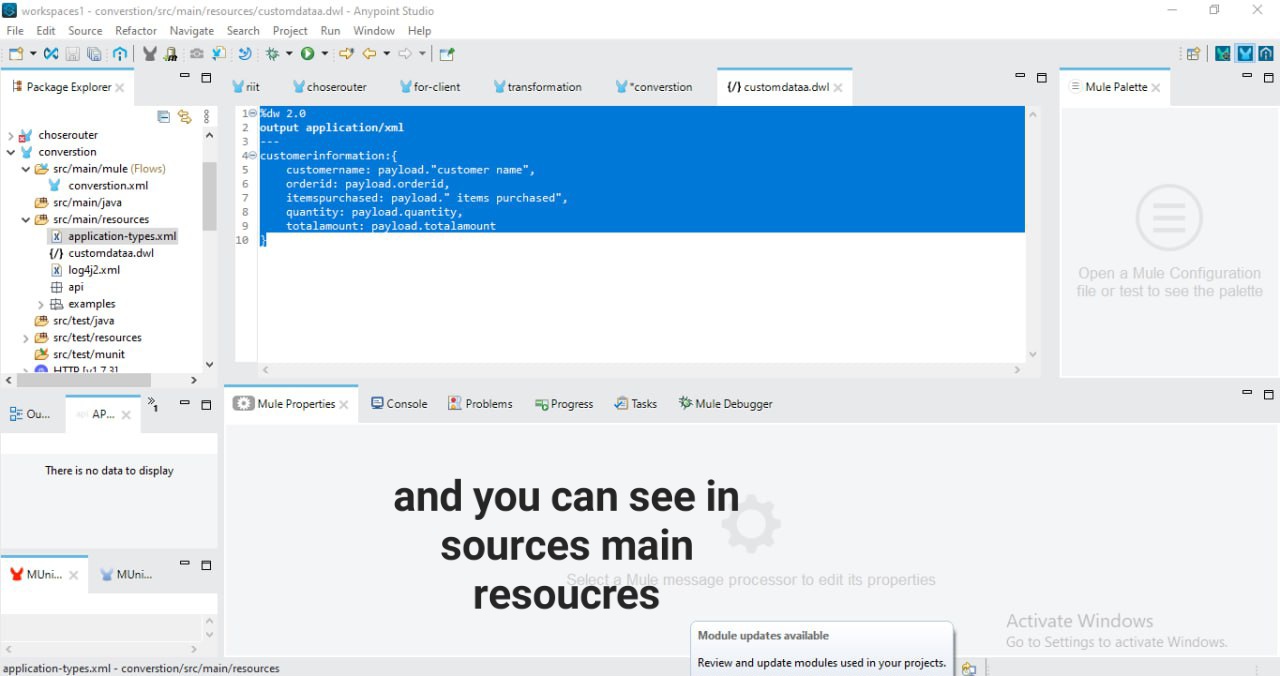 workspaces1 - converstion/src/main/resources/customdataa.dwl - Anypoint Studio
File Edit Source Refactor Navigate Search Project Run Window Help
Package Explorer
riit
choserouter
for-client
transformation
*converstion
{/} customdataa.dwl
Mule Palette
choserouter
converstion
src/main/mule (Flows)
converstion.xml
src/main/java
src/main/resources
application-types.xml
{/} customdataa.dwl
log4j2.xml
api
examples
src/test/java
src/test/resources
src/test/munit
HTTP [v1.7.3]
1 %dw 2.0
2 output application/xml
3 ---
4 customerinformation:{
5 customername: payload."customer name",
6 orderid: payload.orderid,
7 itemspurchased: payload." items purchased",
8 quantity: payload.quantity,
9 totalamount: payload.totalamount
10 }
Open a Mule Configuration
file or test to see the palette
Ou...
AP...
1
There is no data to display
MUni...
MUni...
Mule Properties
Console
Problems
Progress
Tasks
Mule Debugger
and you can see in
sources main
resoucres
Select a Mule message processor to edit its properties
Activate Windows
Go to Settings to activate Windows.
Module updates available
Review and update modules used in your projects.
application-types.xml - converstion/src/main/resources